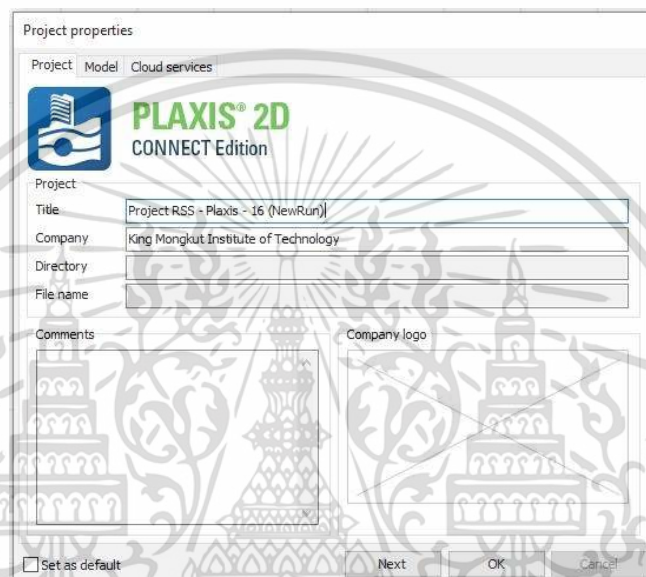 Project properties
Project Model Cloud services
PLAXIS® 2D
CONNECT Edition
Project
Title Project RSS - Plaxis - 16 (NewRun)
Company King Mongkut Institute of Technology
Directory
File name
Comments Company logo
Set as default Next OK Cancel